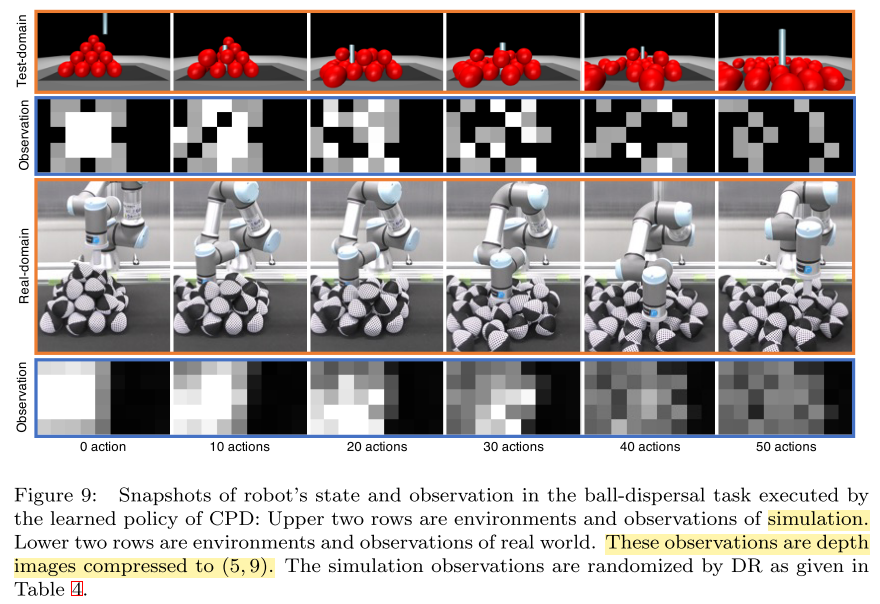 Test-domain
Observation
Real-domain
Observation
0 action
10 actions
20 actions
30 actions
40 actions
50 actions
Figure 9: Snapshots of robot's state and observation in the ball-dispersal task executed by
the learned policy of CPD: Upper two rows are environments and observations of simulation.
Lower two rows are environments and observations of real world. These observations are depth
images compressed to (5, 9). The simulation observations are randomized by DR as given in
Table 4.